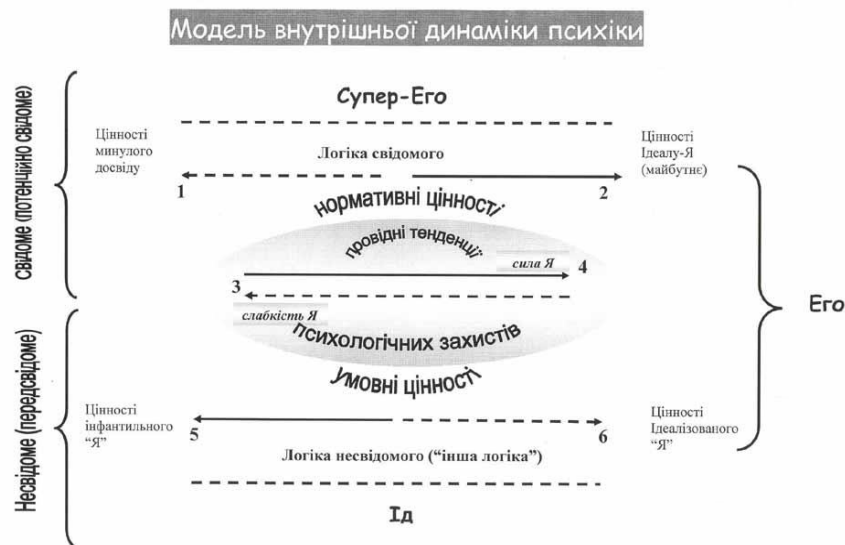 Модель внутрішньої динаміки психіки
свідоме (потенційно свідоме)
Супер-Его
Цінності
минулого
досвіду
Логіка свідомого
Цінності
Ідеалу-Я
(майбутнє)
1
2
нормативні цінності
провідні тенденції
сила Я
4
3
слабкість Я
Его
психологічних захистів
умовні цінності
Несвідоме (передсвідоме)
Цінності
інфантильного
“Я”
5
6
Цінності
Ідеалізованого
“Я”
Логіка несвідомого (“інша логіка”)
Ід